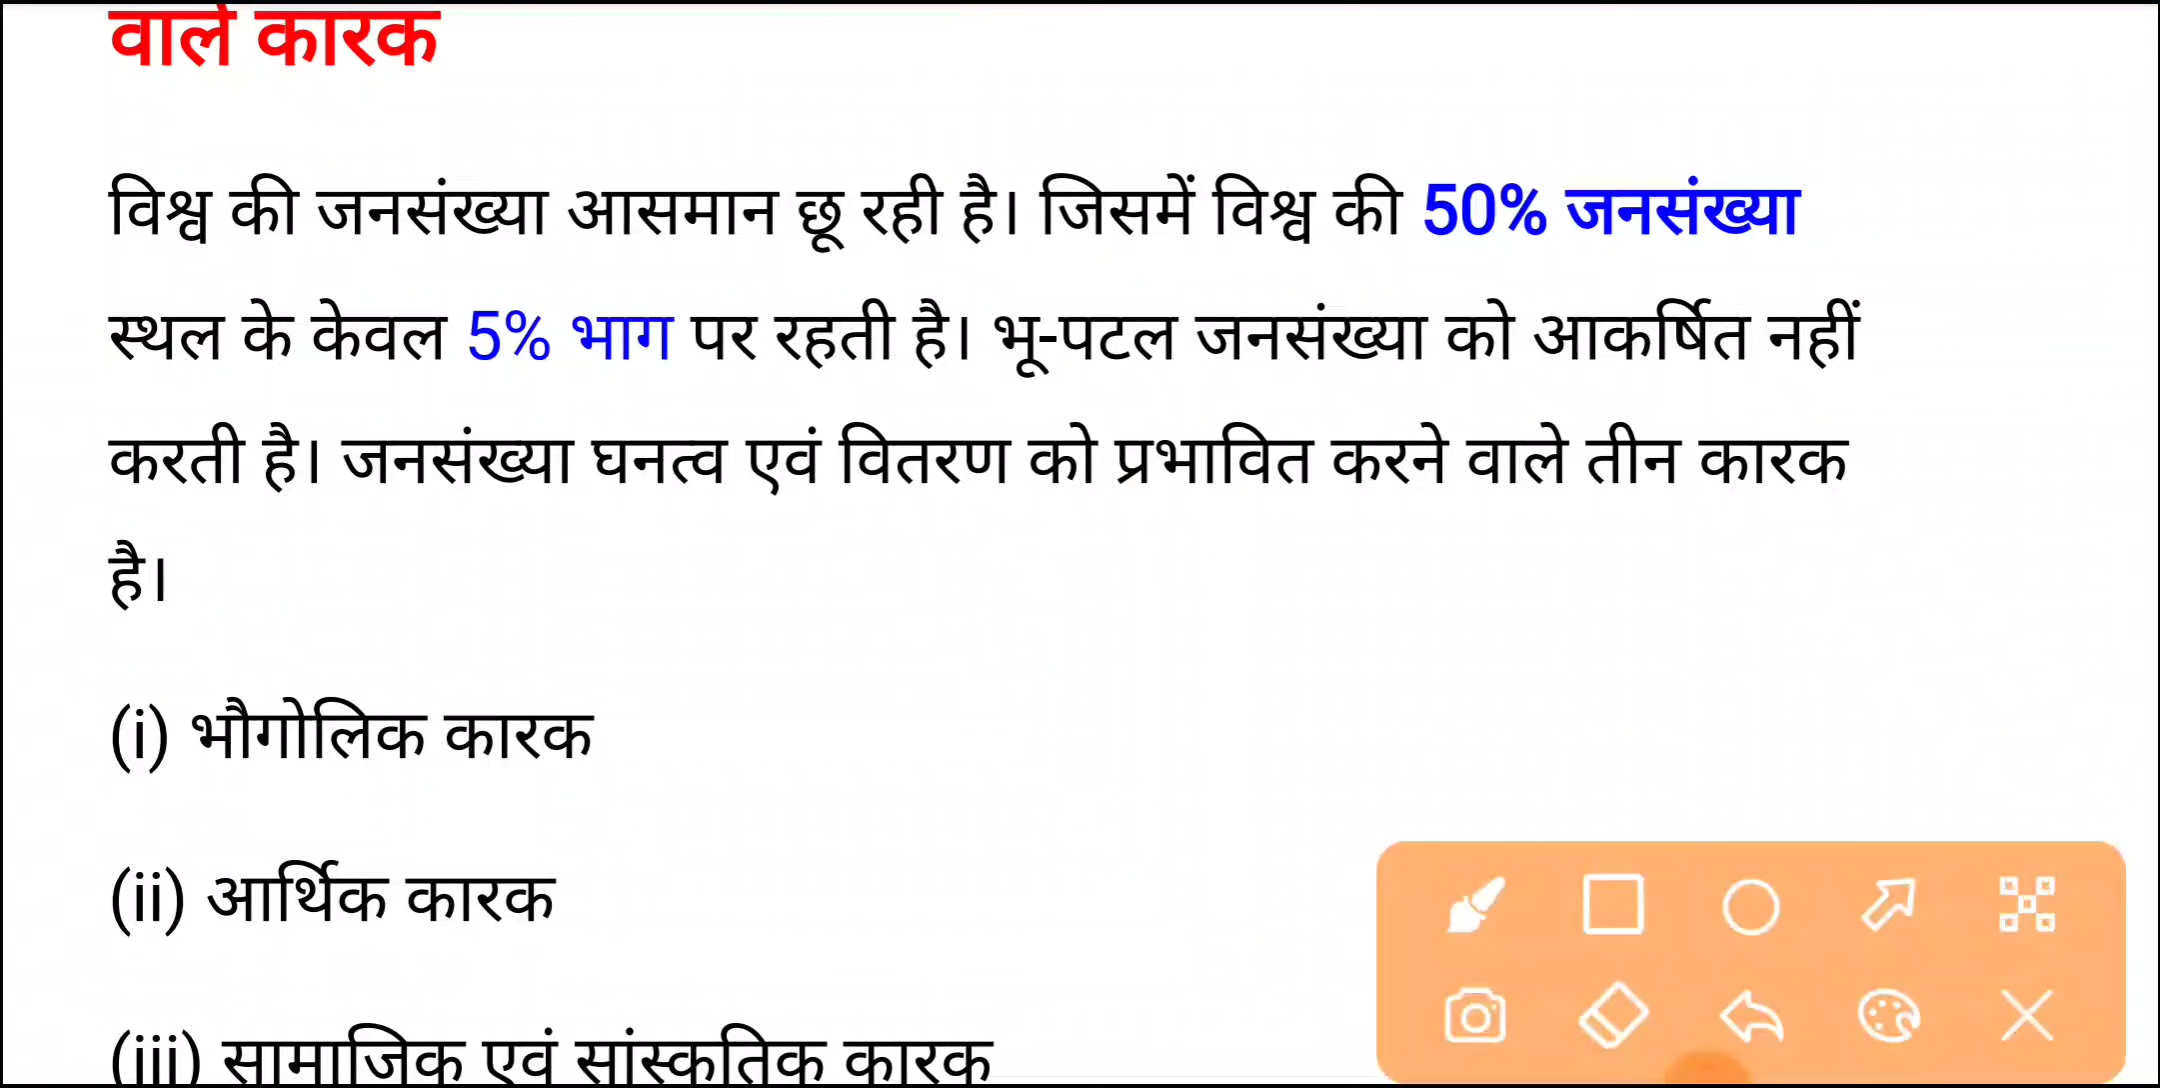 वाले कारक
विश्व की जनसंख्या आसमान छू रही है। जिसमें विश्व की 50% जनसंख्या
स्थल के केवल 5% भाग पर रहती है। भू-पटल जनसंख्या को आकर्षित नहीं
करती है। जनसंख्या घनत्व एवं वितरण को प्रभावित करने वाले तीन कारक
है।
(i) भौगोलिक कारक
(ii) आर्थिक कारक
(iii) सामाजिक एवं सांस्कृतिक कारक